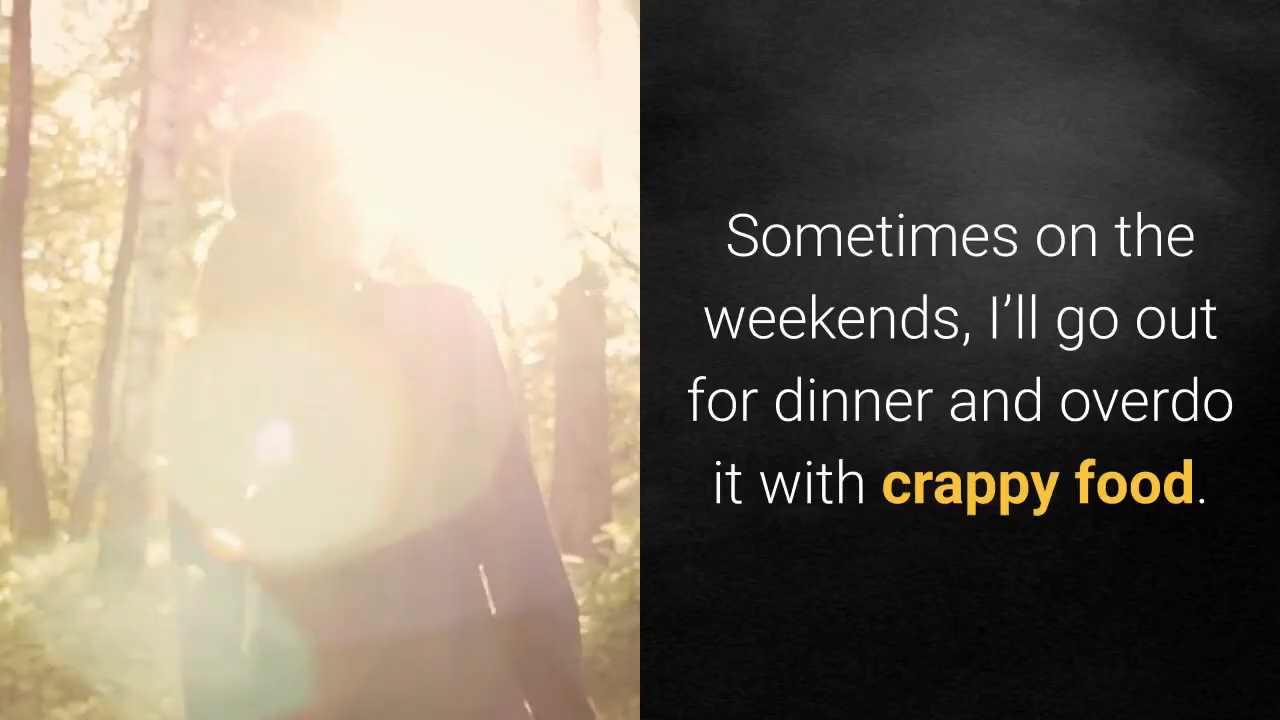 Sometimes on the
weekends, I’ll go out
for dinner and overdo
it with crappy food.